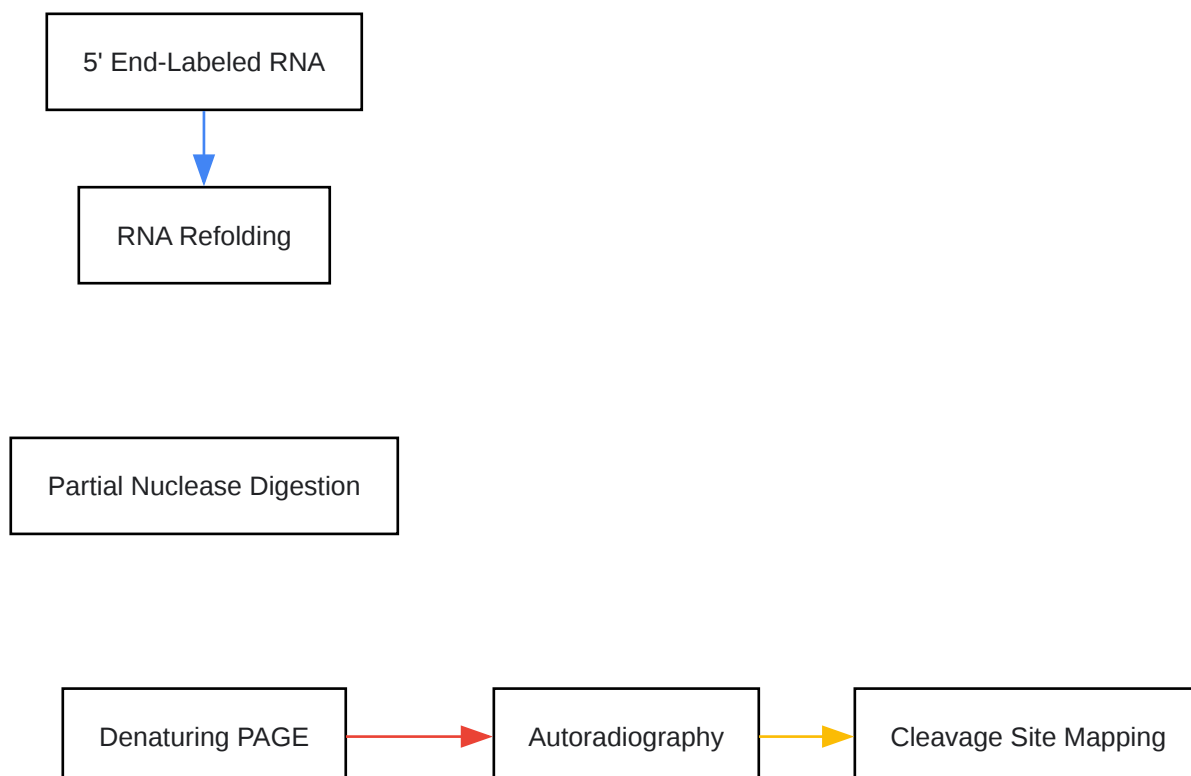 5' End-Labeled RNA
RNA Refolding
Partial Nuclease Digestion
Denaturing PAGE
Autoradiography
Cleavage Site Mapping